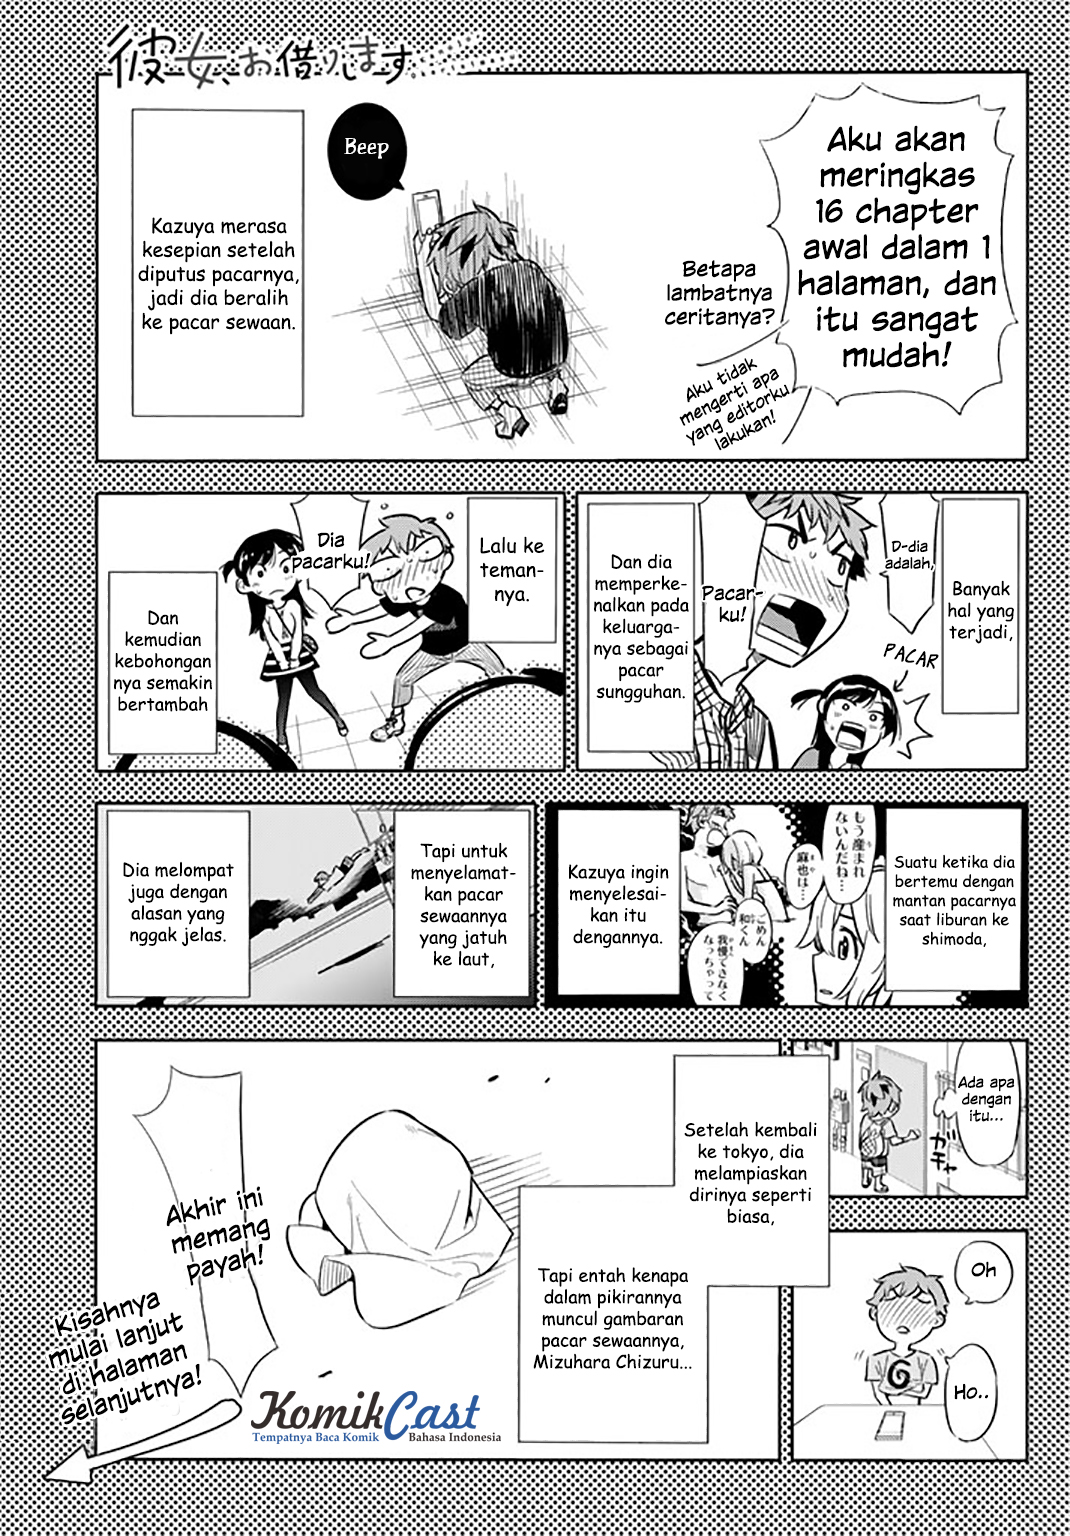 彼女、お借りします
Aku akan
meringkas
16 chapter
awal dalam 1
halaman, dan
itu sangat
mudah!
Betapa
lambatnya
ceritanya?
Aku tidak
mengerti apa
yang editorku
lakukan!
Beep
Kazuya merasa
kesepian setelah
diputus pacarnya,
jadi dia beralih
ke pacar sewaan.
Banyak
hal yang
terjadi,
D-dia
adalah,
PACAR
Pacar-
ku!
Dan dia
memperke-
nalkan pada
keluarga-
nya sebagai
pacar
sungguhan.
Lalu ke
teman-
nya.
Dia
pacarku!
Dan
kemudian
kebohongan
nya semakin
bertambah
Suatu ketika dia
bertemu dengan
mantan pacarnya
saat liburan ke
shimoda,
もう産まれ
ないんだね…
麻也は…
ごめん
和くん
我慢できなく
なっちゃって
Kazuya ingin
menyelesai-
kan itu
dengannya.
Tapi untuk
menyelamat-
kan pacar
sewaannya
yang jatuh
ke laut,
Dia melompat
juga dengan
alasan yang
nggak jelas.
Ada apa
dengan
itu...
ガチャ
Setelah kembali
ke tokyo, dia
melampiaskan
dirinya seperti
biasa,
Tapi entah kenapa
dalam pikirannya
muncul gambaran
pacar sewaannya,
Mizuhara Chizuru...
Oh
Ho..
G
Akhir ini
memang
payah!
Kisahnya
mulai lanjut
di halaman
selanjutnya!
KomikCast
Tempatnya Baca Komik Bahasa Indonesia